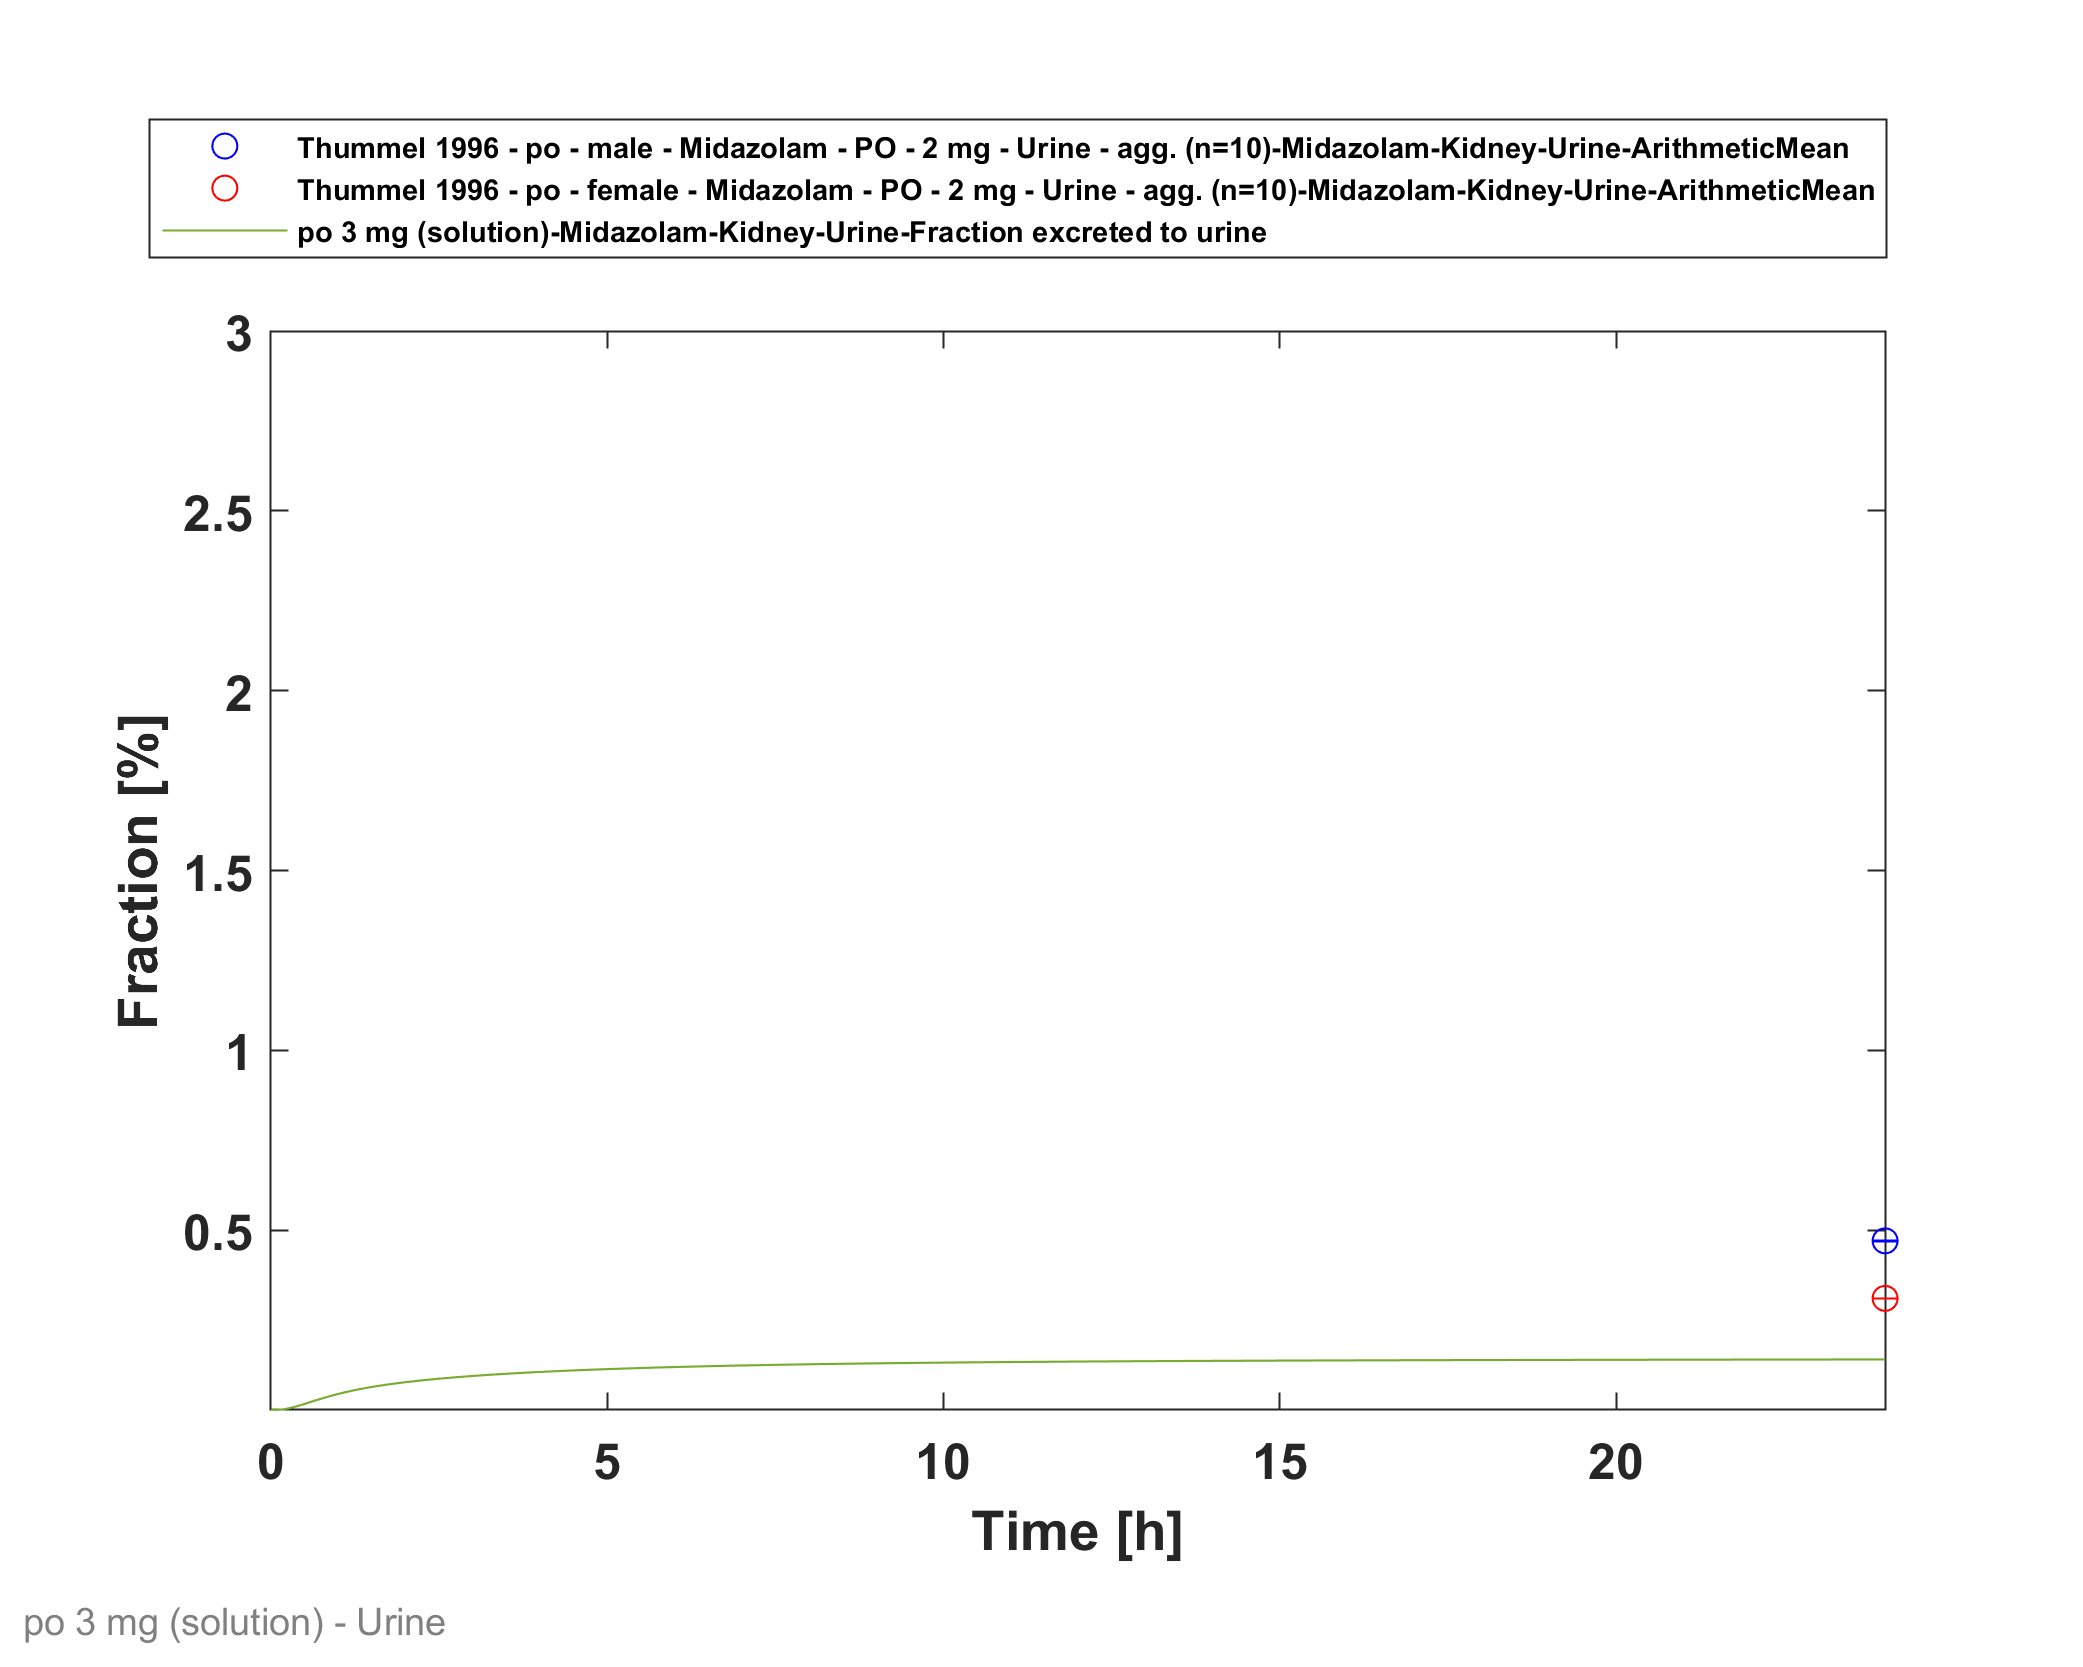 Thummel 1996 - po - male - Midazolam - PO - 2 mg - Urine - agg. (n=10)-Midazolam-Kidney-Urine-ArithmeticMean
Thummel 1996 - po - female - Midazolam - PO - 2 mg - Urine - agg. (n=10)-Midazolam-Kidney-Urine-ArithmeticMean
po 3 mg (solution)-Midazolam-Kidney-Urine-Fraction excreted to urine
3
2.5
2
1.5
1
0.5
Fraction [%]
0 5 10 15 20
Time [h]
po 3 mg (solution) - Urine